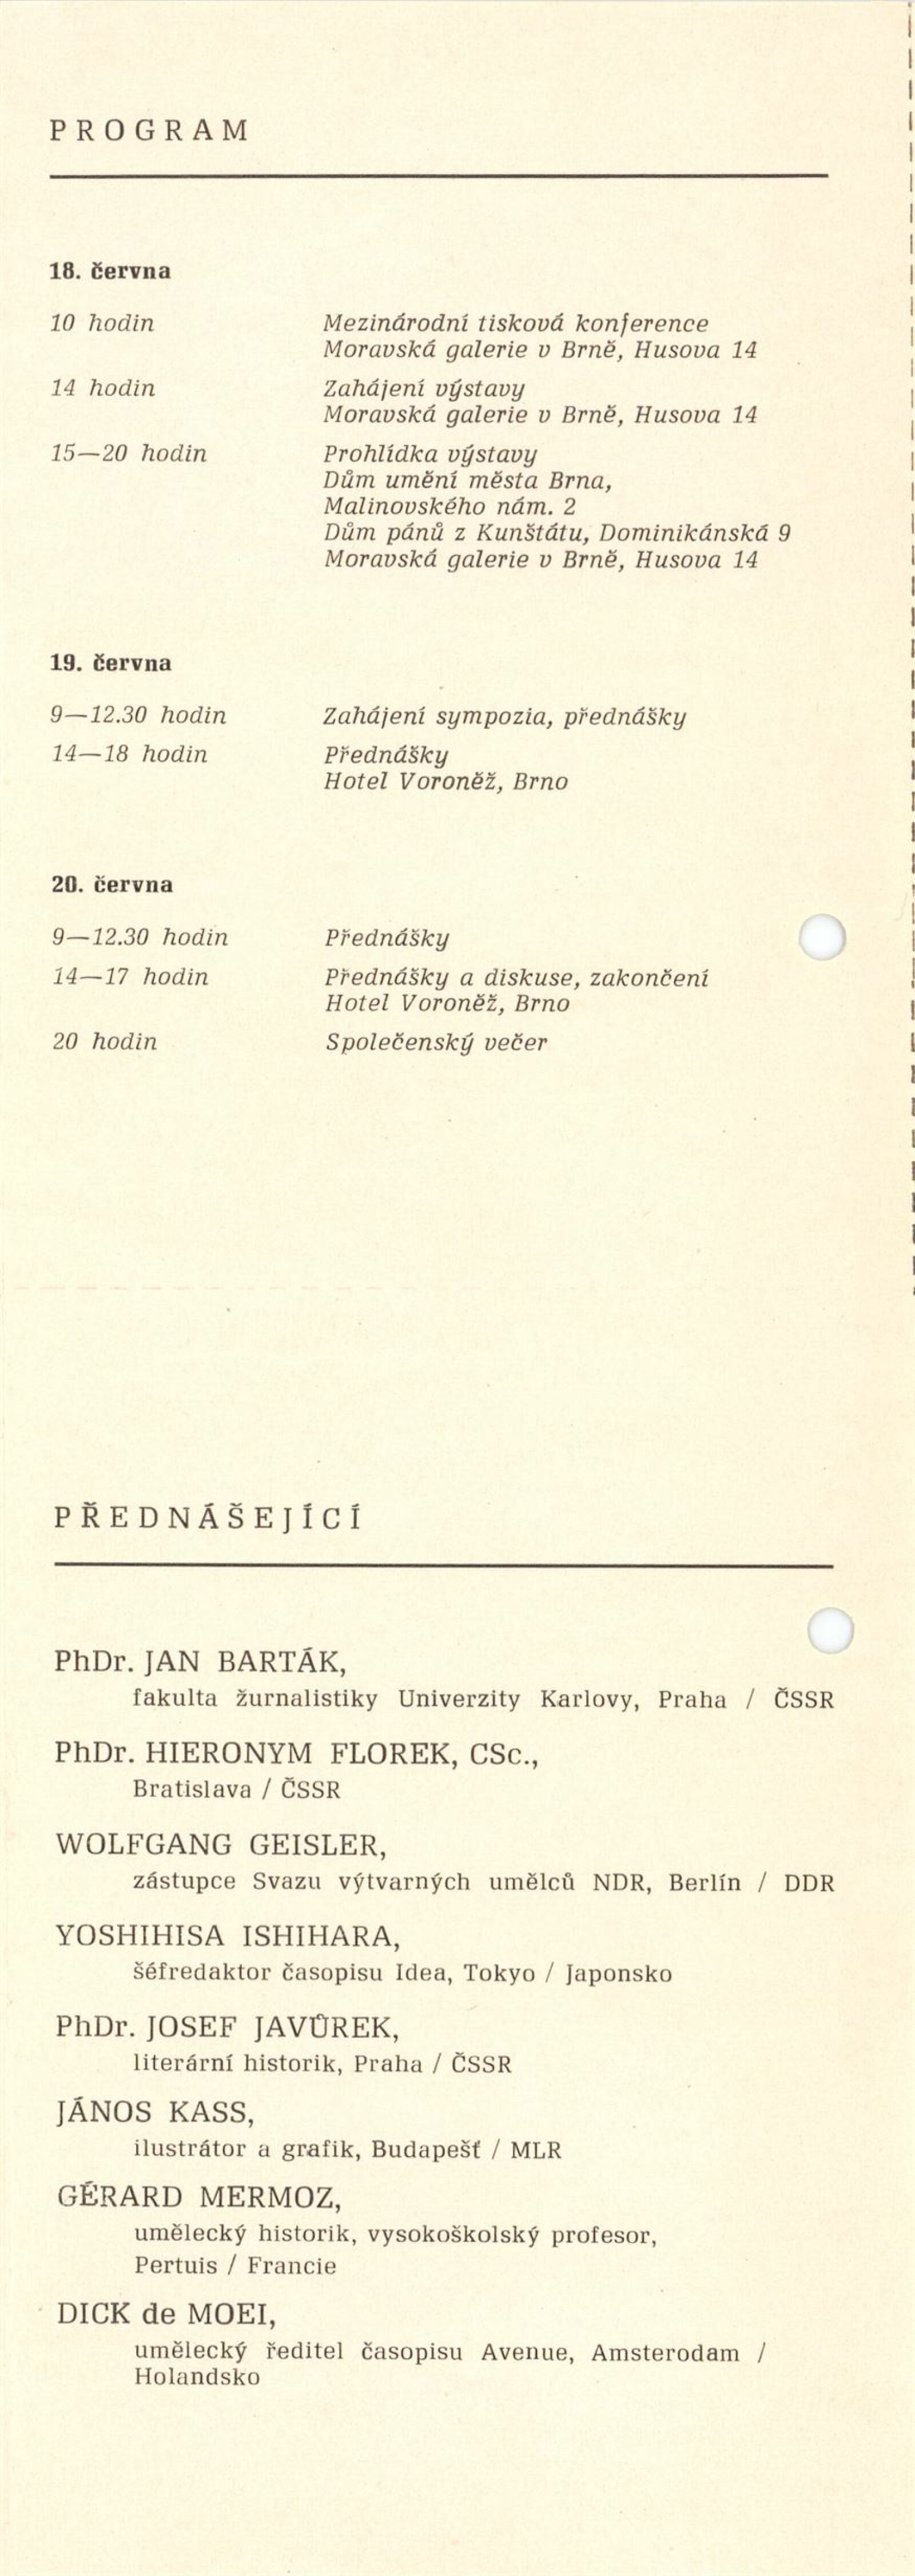 PROGRAM
18. června
10 hodin Mezinárodní tisková konference
Moravská galerie v Brně, Husova 14
14 hodin Zahájení výstavy
Moravská galerie v Brně, Husova 14
15—20 hodin Prohlídka výstavy
Dům umění města Brna,
Malinovského nám. 2
Dům pánů z Kunštátu, Dominikánská 9
Moravská galerie v Brně, Husova 14
19. června
9—12.30 hodin Zahájení sympozia, přednášky
14—18 hodin Přednášky
Hotel Voroněž, Brno
20. června
9—12.30 hodin Přednášky
14—17 hodin Přednášky a diskuse, zakončení
Hotel Voroněž, Brno
20 hodin Společenský večer
PŘEDNÁŠEJÍCÍ
PhDr. JAN BARTÁK,
fakulta žurnalistiky Univerzity Karlovy, Praha / ČSSR
PhDr. HIERONYM FLOREK, CSc.,
Bratislava / ČSSR
WOLFGANG GEISLER,
zástupce Svazu výtvarných umělců NDR, Berlín / DDR
YOSHIHISA ISHIHARA,
šéfredaktor časopisu Idea, Tokyo / Japonsko
PhDr. JOSEF JAVŮREK,
literární historik, Praha / ČSSR
JÁNOS KASS,
ilustrátor a grafik, Budapešť / MLR
GÉRARD MERMOZ,
umělecký historik, vysokoškolský profesor,
Pertuis / Francie
DICK de MOEI,
umělecký ředitel časopisu Avenue, Amsterodam /
Holandsko